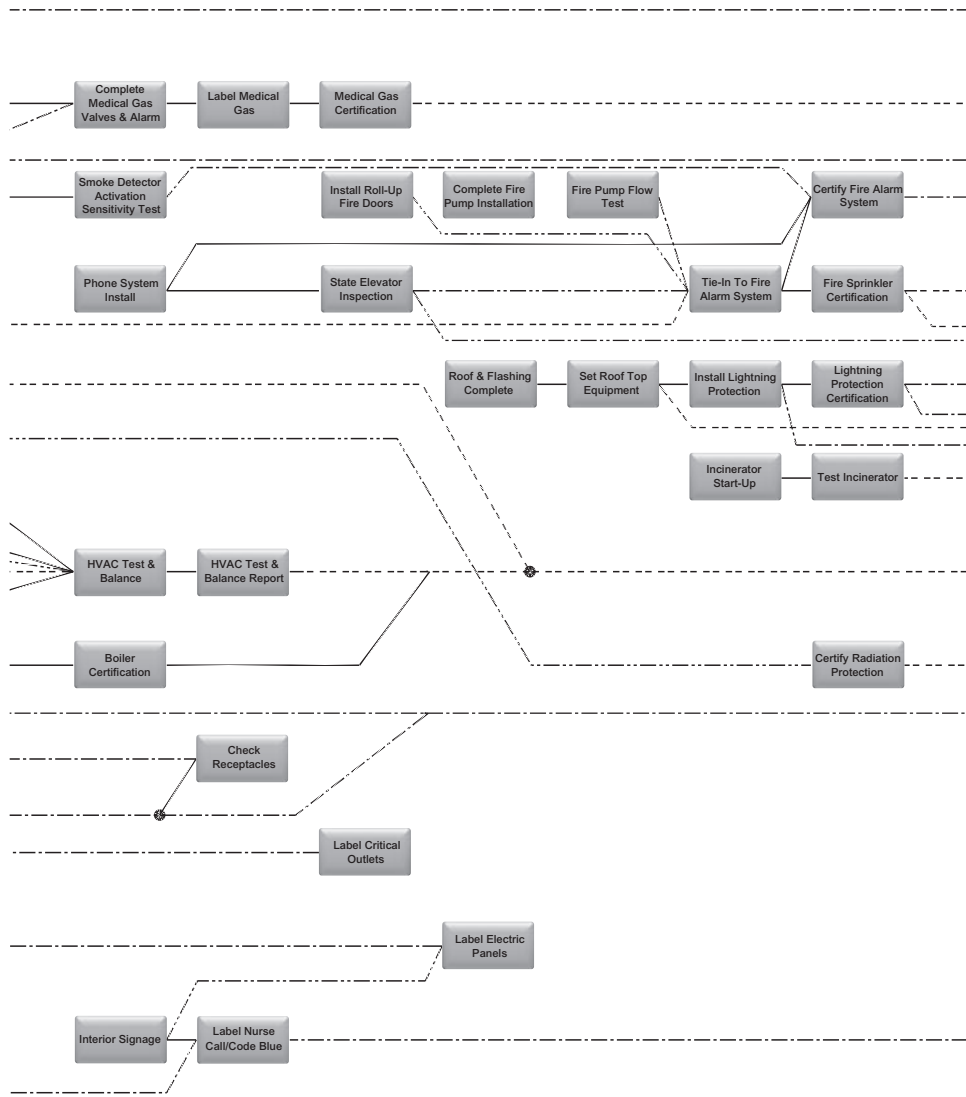 Complete
Medical Gas
Valves & Alarm
Label Medical
Gas
Medical Gas
Certification
Smoke Detector
Activation
Sensitivity Test
Install Roll-Up
Fire Doors
Complete Fire
Pump Installation
Fire Pump Flow
Test
Certify Fire Alarm
System
Phone System
Install
State Elevator
Inspection
Tie-In To Fire
Alarm System
Fire Sprinkler
Certification
Roof & Flashing
Complete
Set Roof Top
Equipment
Install Lightning
Protection
Lightning
Protection
Certification
Incinerator
Start-Up
Test Incinerator
HVAC Test &
Balance
HVAC Test &
Balance Report
Boiler
Certification
Certify Radiation
Protection
Check
Receptacles
Label Critical
Outlets
Label Electric
Panels
Interior Signage
Label Nurse
Call/Code Blue